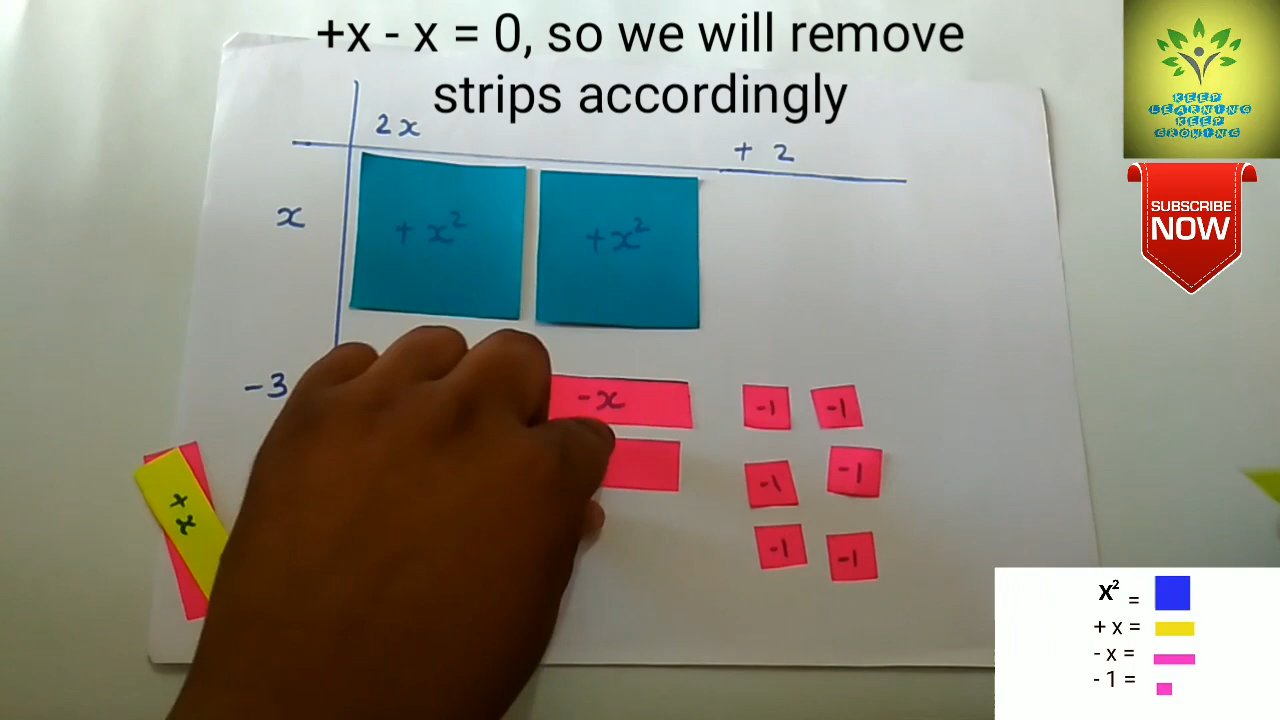 +x - x = 0, so we will remove
strips accordingly
KEEP
LEARNING
KEEP
GROWING
SUBSCRIBE
NOW
2x
+ 2
x
+ x²
+x²
-3
-x
-1 -1
-1 -1
-1 -1
+x
X² =
+ x =
- x =
- 1 =